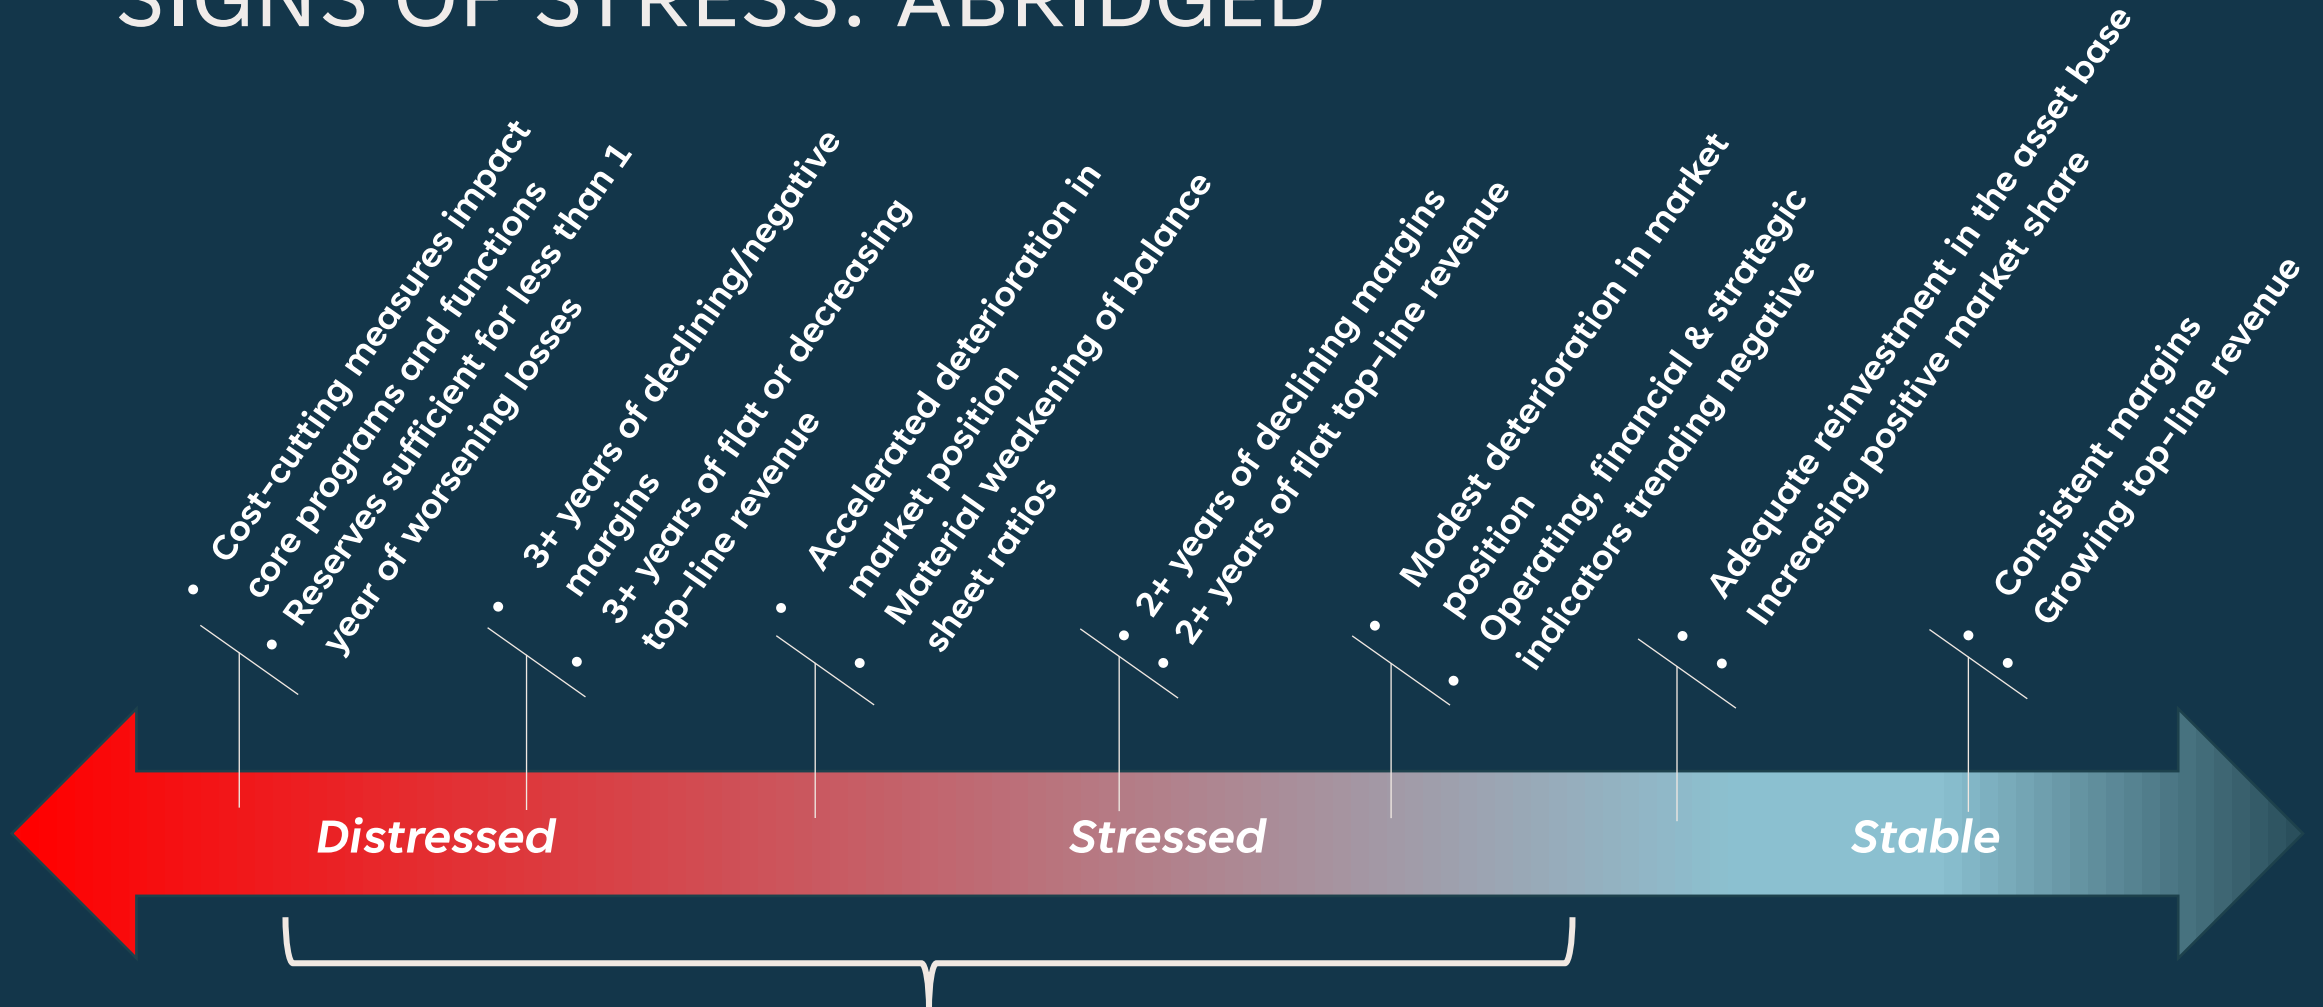 SIGNS OF STRESS: ABRIDGED
• Cost-cutting measures impact
core programs and functions
• Reserves sufficient for less than 1
year of worsening losses
• 3+ years of declining/negative
margins
• 3+ years of flat or decreasing
top-line revenue
• Accelerated deterioration in
market position
• Material weakening of balance
sheet ratios
• 2+ years of declining margins
• 2+ years of flat top-line revenue
• Modest deterioration in market
position
• Operating, financial & strategic
indicators trending negative
• Adequate reinvestment in the asset base
• Increasing positive market share
• Consistent margins
• Growing top-line revenue
Distressed
Stressed
Stable